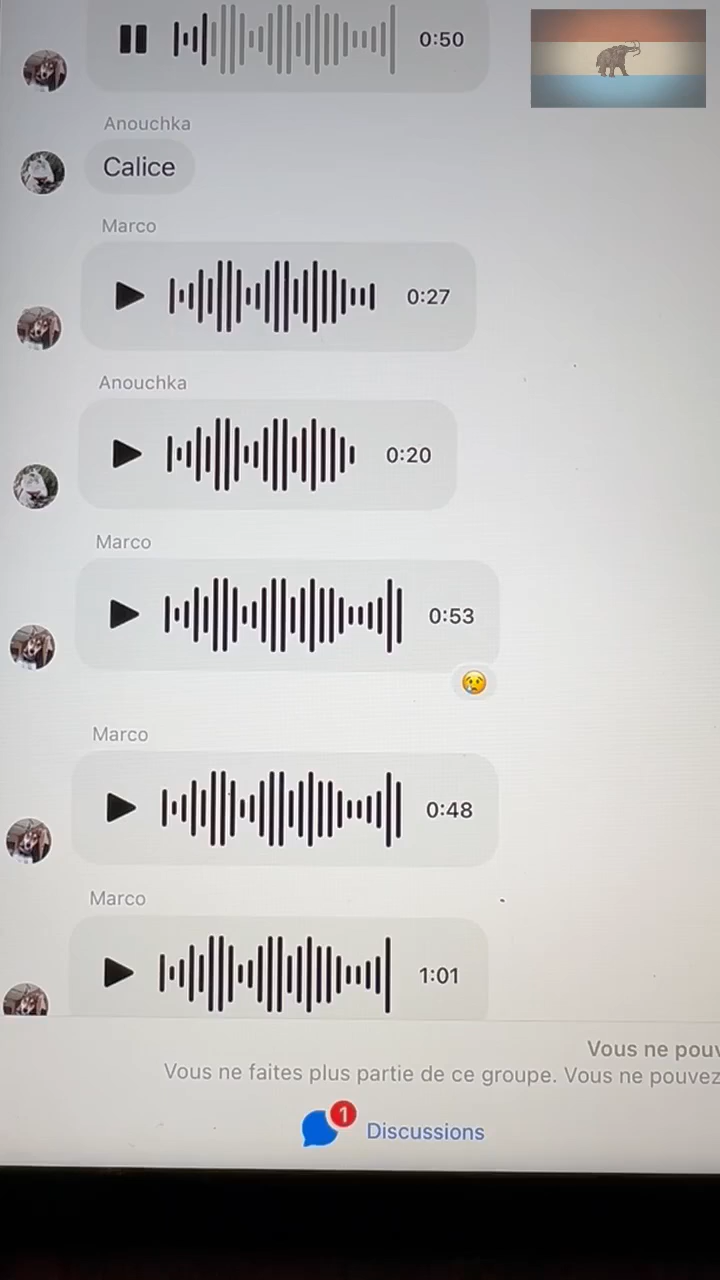 0:50
Anouchka
Calice
Marco
0:27
Anouchka
0:20
Marco
0:53
Marco
0:48
Marco
1:01
Vous ne
Vous ne faites plus partie de ce groupe. Vous ne pouvez
1
Discussions